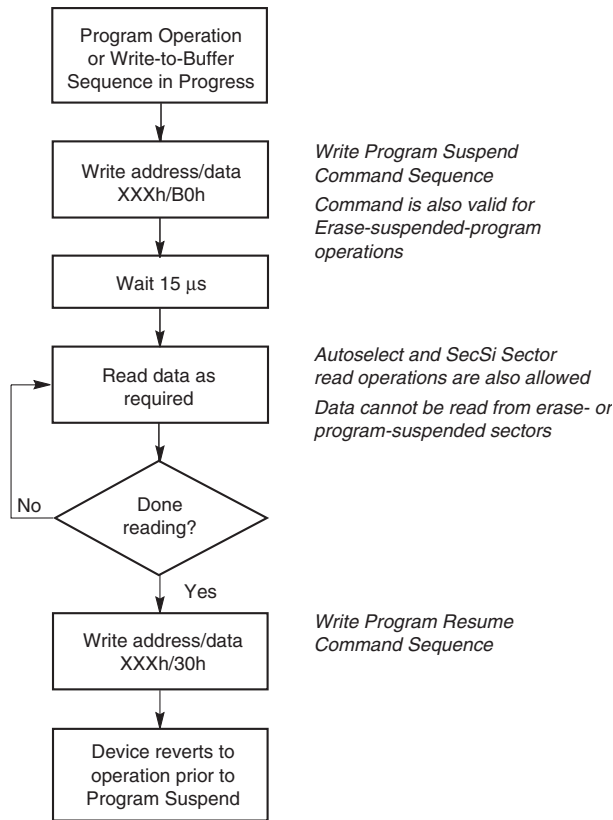 Program Operation
or Write-to-Buffer
Sequence in Progress
Write address/data
XXXh/B0h
Write Program Suspend
Command Sequence
Command is also valid for
Erase-suspended-program
operations
Wait 15 μs
Read data as
required
Autoselect and SecSi Sector
read operations are also allowed
Data cannot be read from erase- or
program-suspended sectors
No
Done
reading?
Yes
Write address/data
XXXh/30h
Write Program Resume
Command Sequence
Device reverts to
operation prior to
Program Suspend